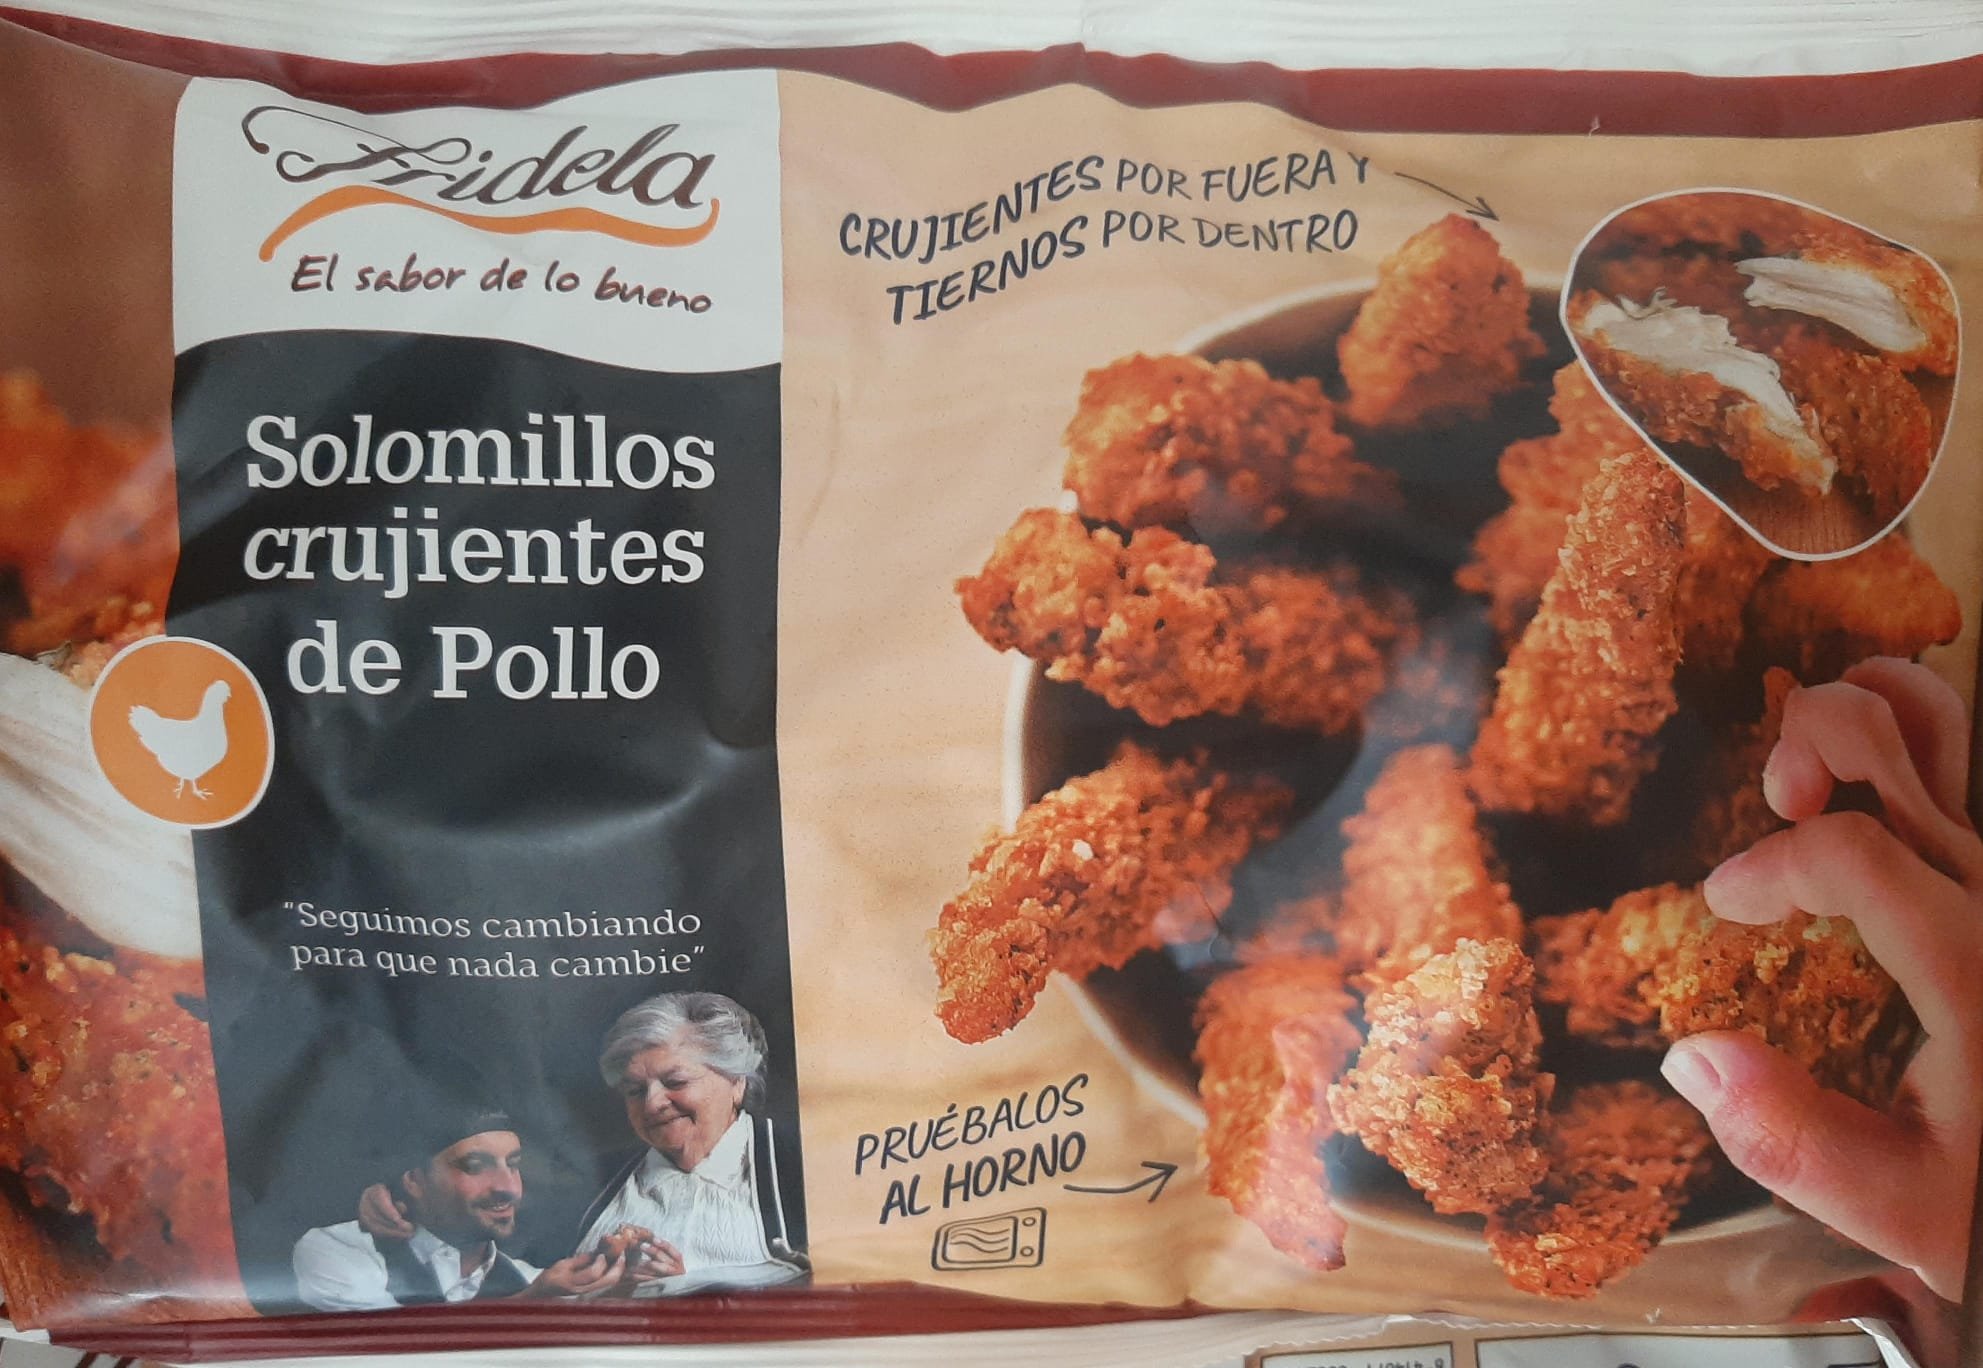 Fridela
El sabor de lo bueno
Solomillos
crujientes
de Pollo
"Seguimos cambiando
para que nada cambie"
CRUJIENTES POR FUERA Y
TIERNOS POR DENTRO
PRUÉBALOS
AL HORNO